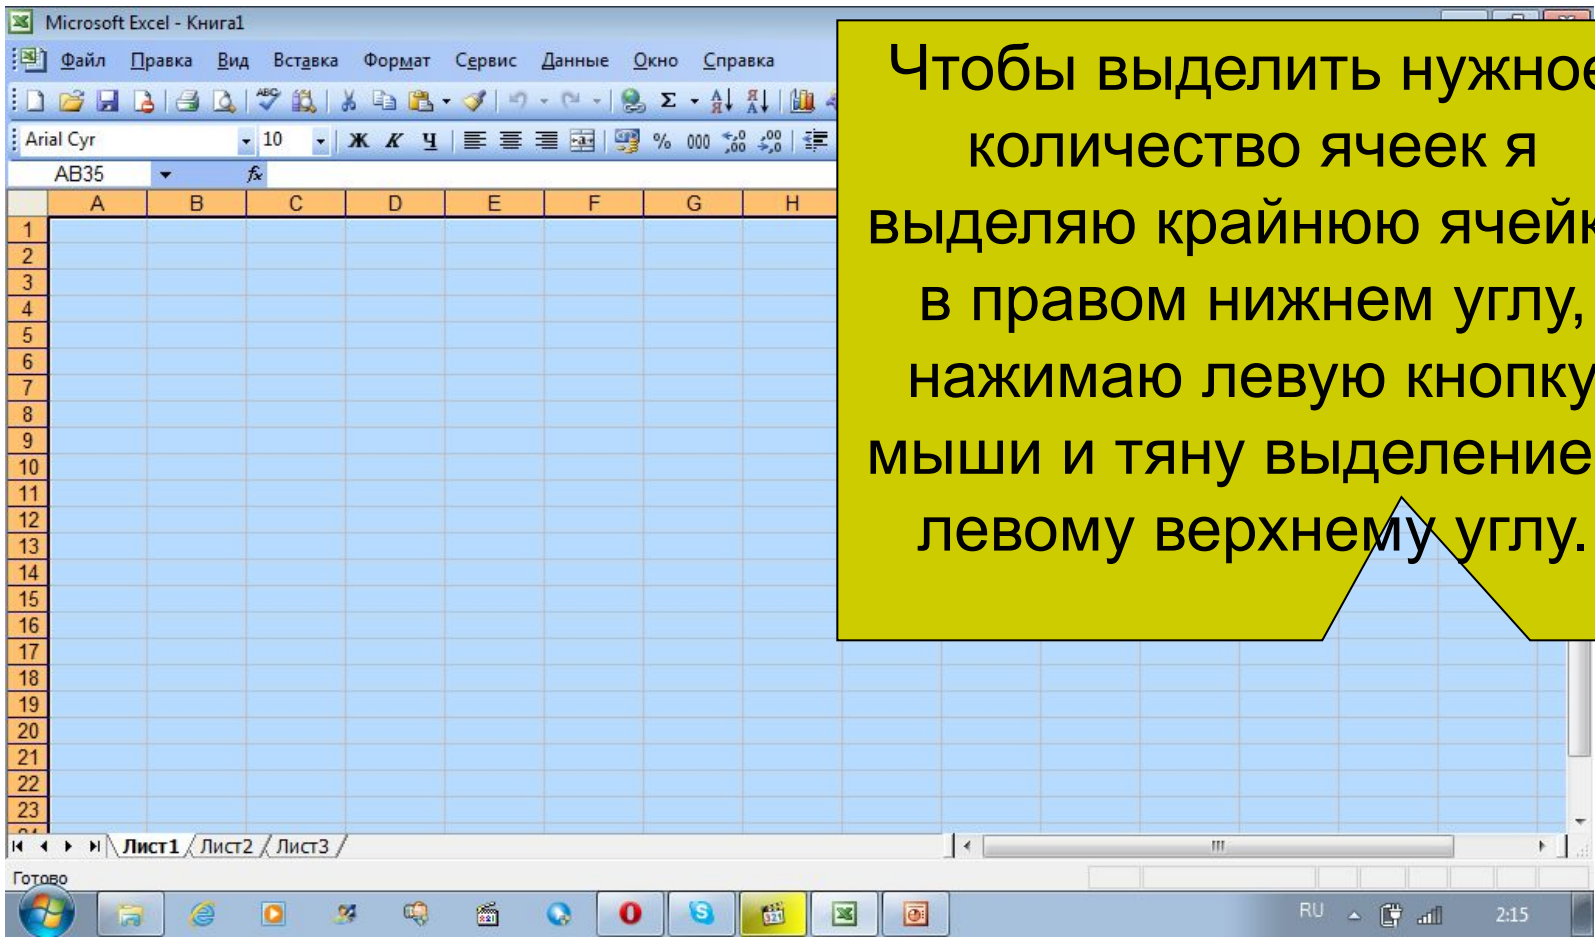 Microsoft Excel - Книга1
Файл Правка Вид Вставка Формат Сервис Данные Окно Справка
Arial Cyr 10 Ж К Ч % 000
AB35 fx
A B C D E F G H
1
2
3
4
5
6
7
8
9
10
11
12
13
14
15
16
17
18
19
20
21
22
23
Чтобы выделить нужное
количество ячеек я
выделяю крайнюю
в правом нижнем углу,
нажимаю левую кнопку
мыши и тяну выделение
левому верхнему углу.
Лист1 Лист2 Лист3
Готово
RU 2:15